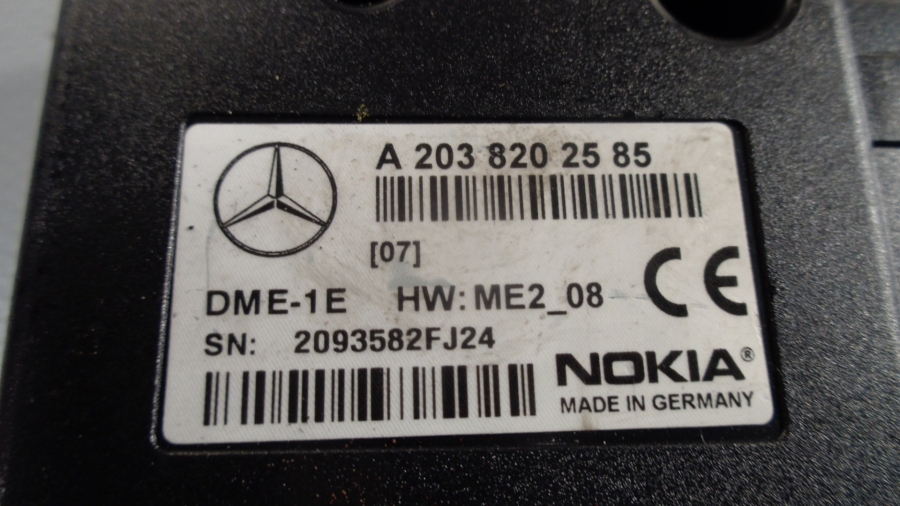 A 203 820 25 85
[07]
DME-1E HW: ME2_08
CE
SN: 2093582FJ24
NOKIA®
MADE IN GERMANY